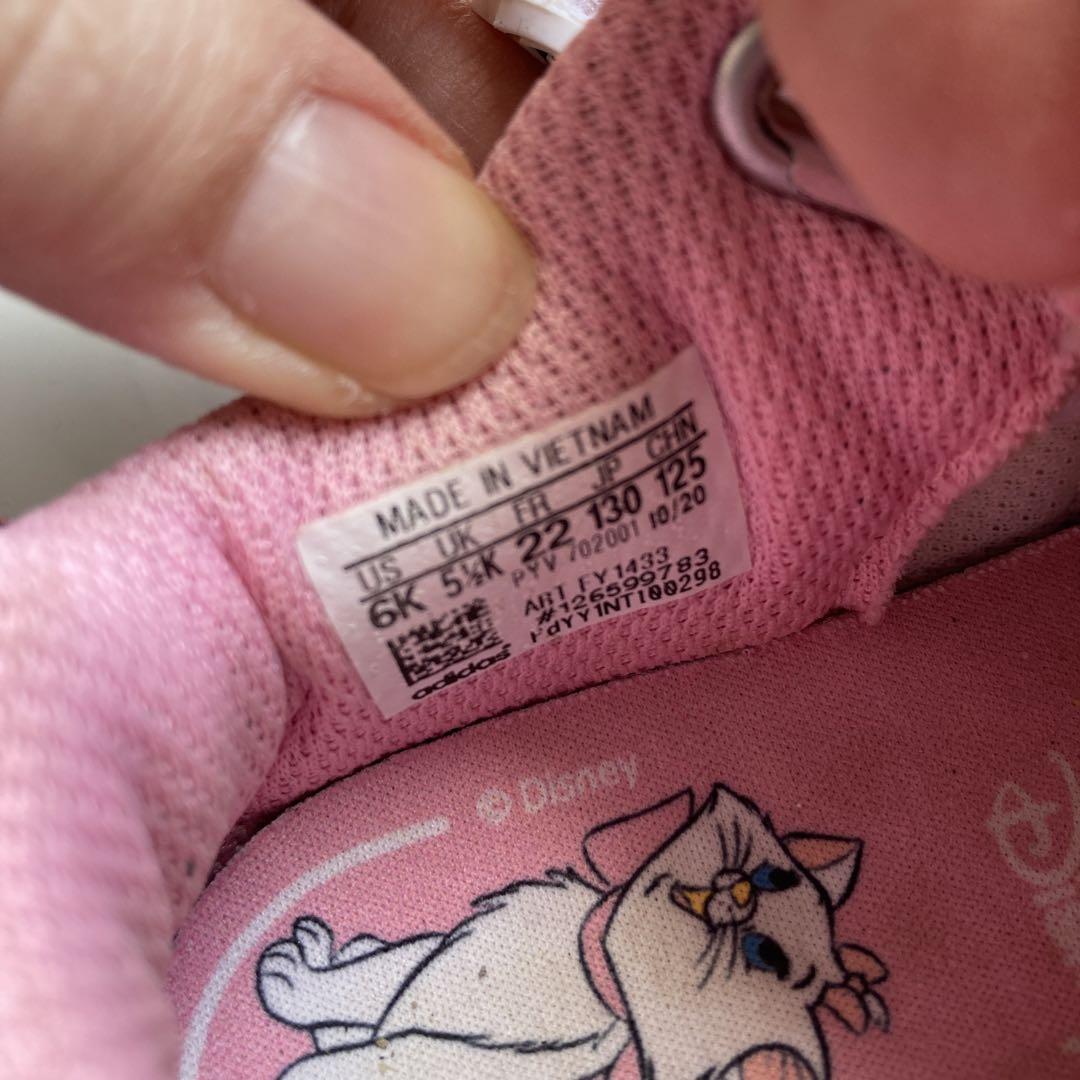 MADE IN VIETNAM
US UK FR JP CHN
6K 5½K 22 130 125
PYV 702001 10/20
ART FY1433
#126599783
adidas
© Disney